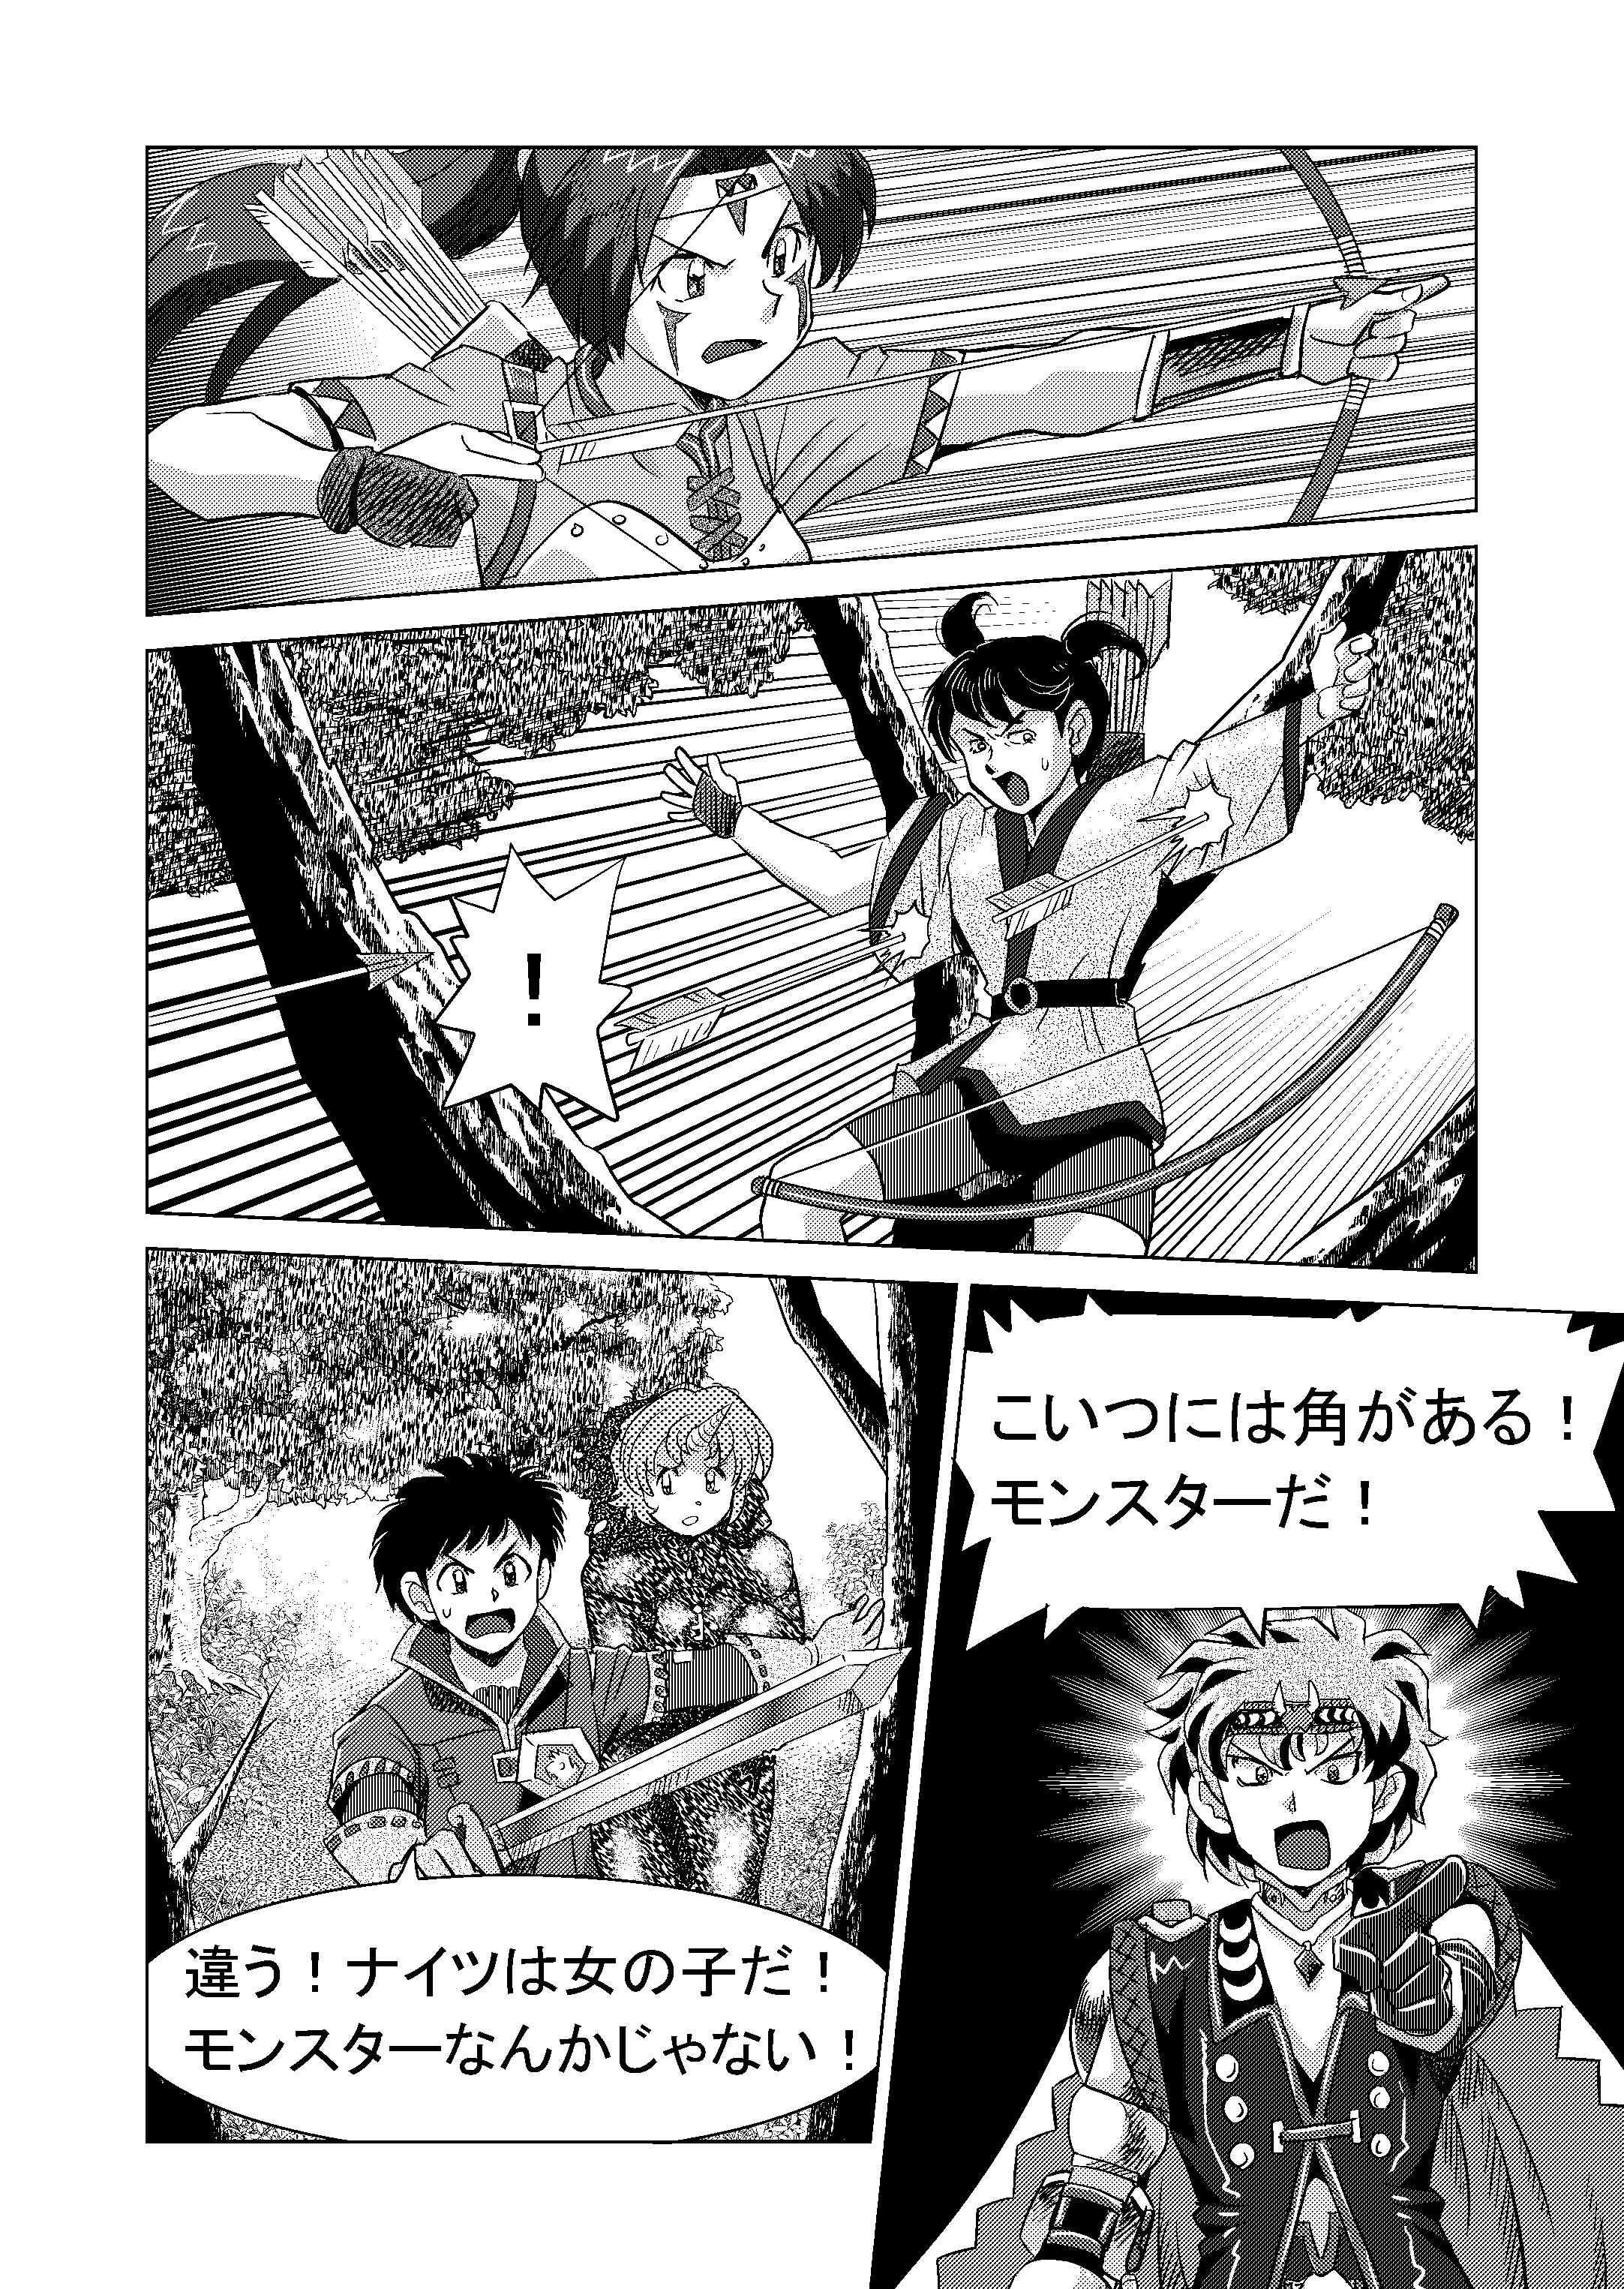 ！
こいつには角がある！
モンスターだ！
違う！ナイツは女の子だ！
モンスターなんかじゃない！